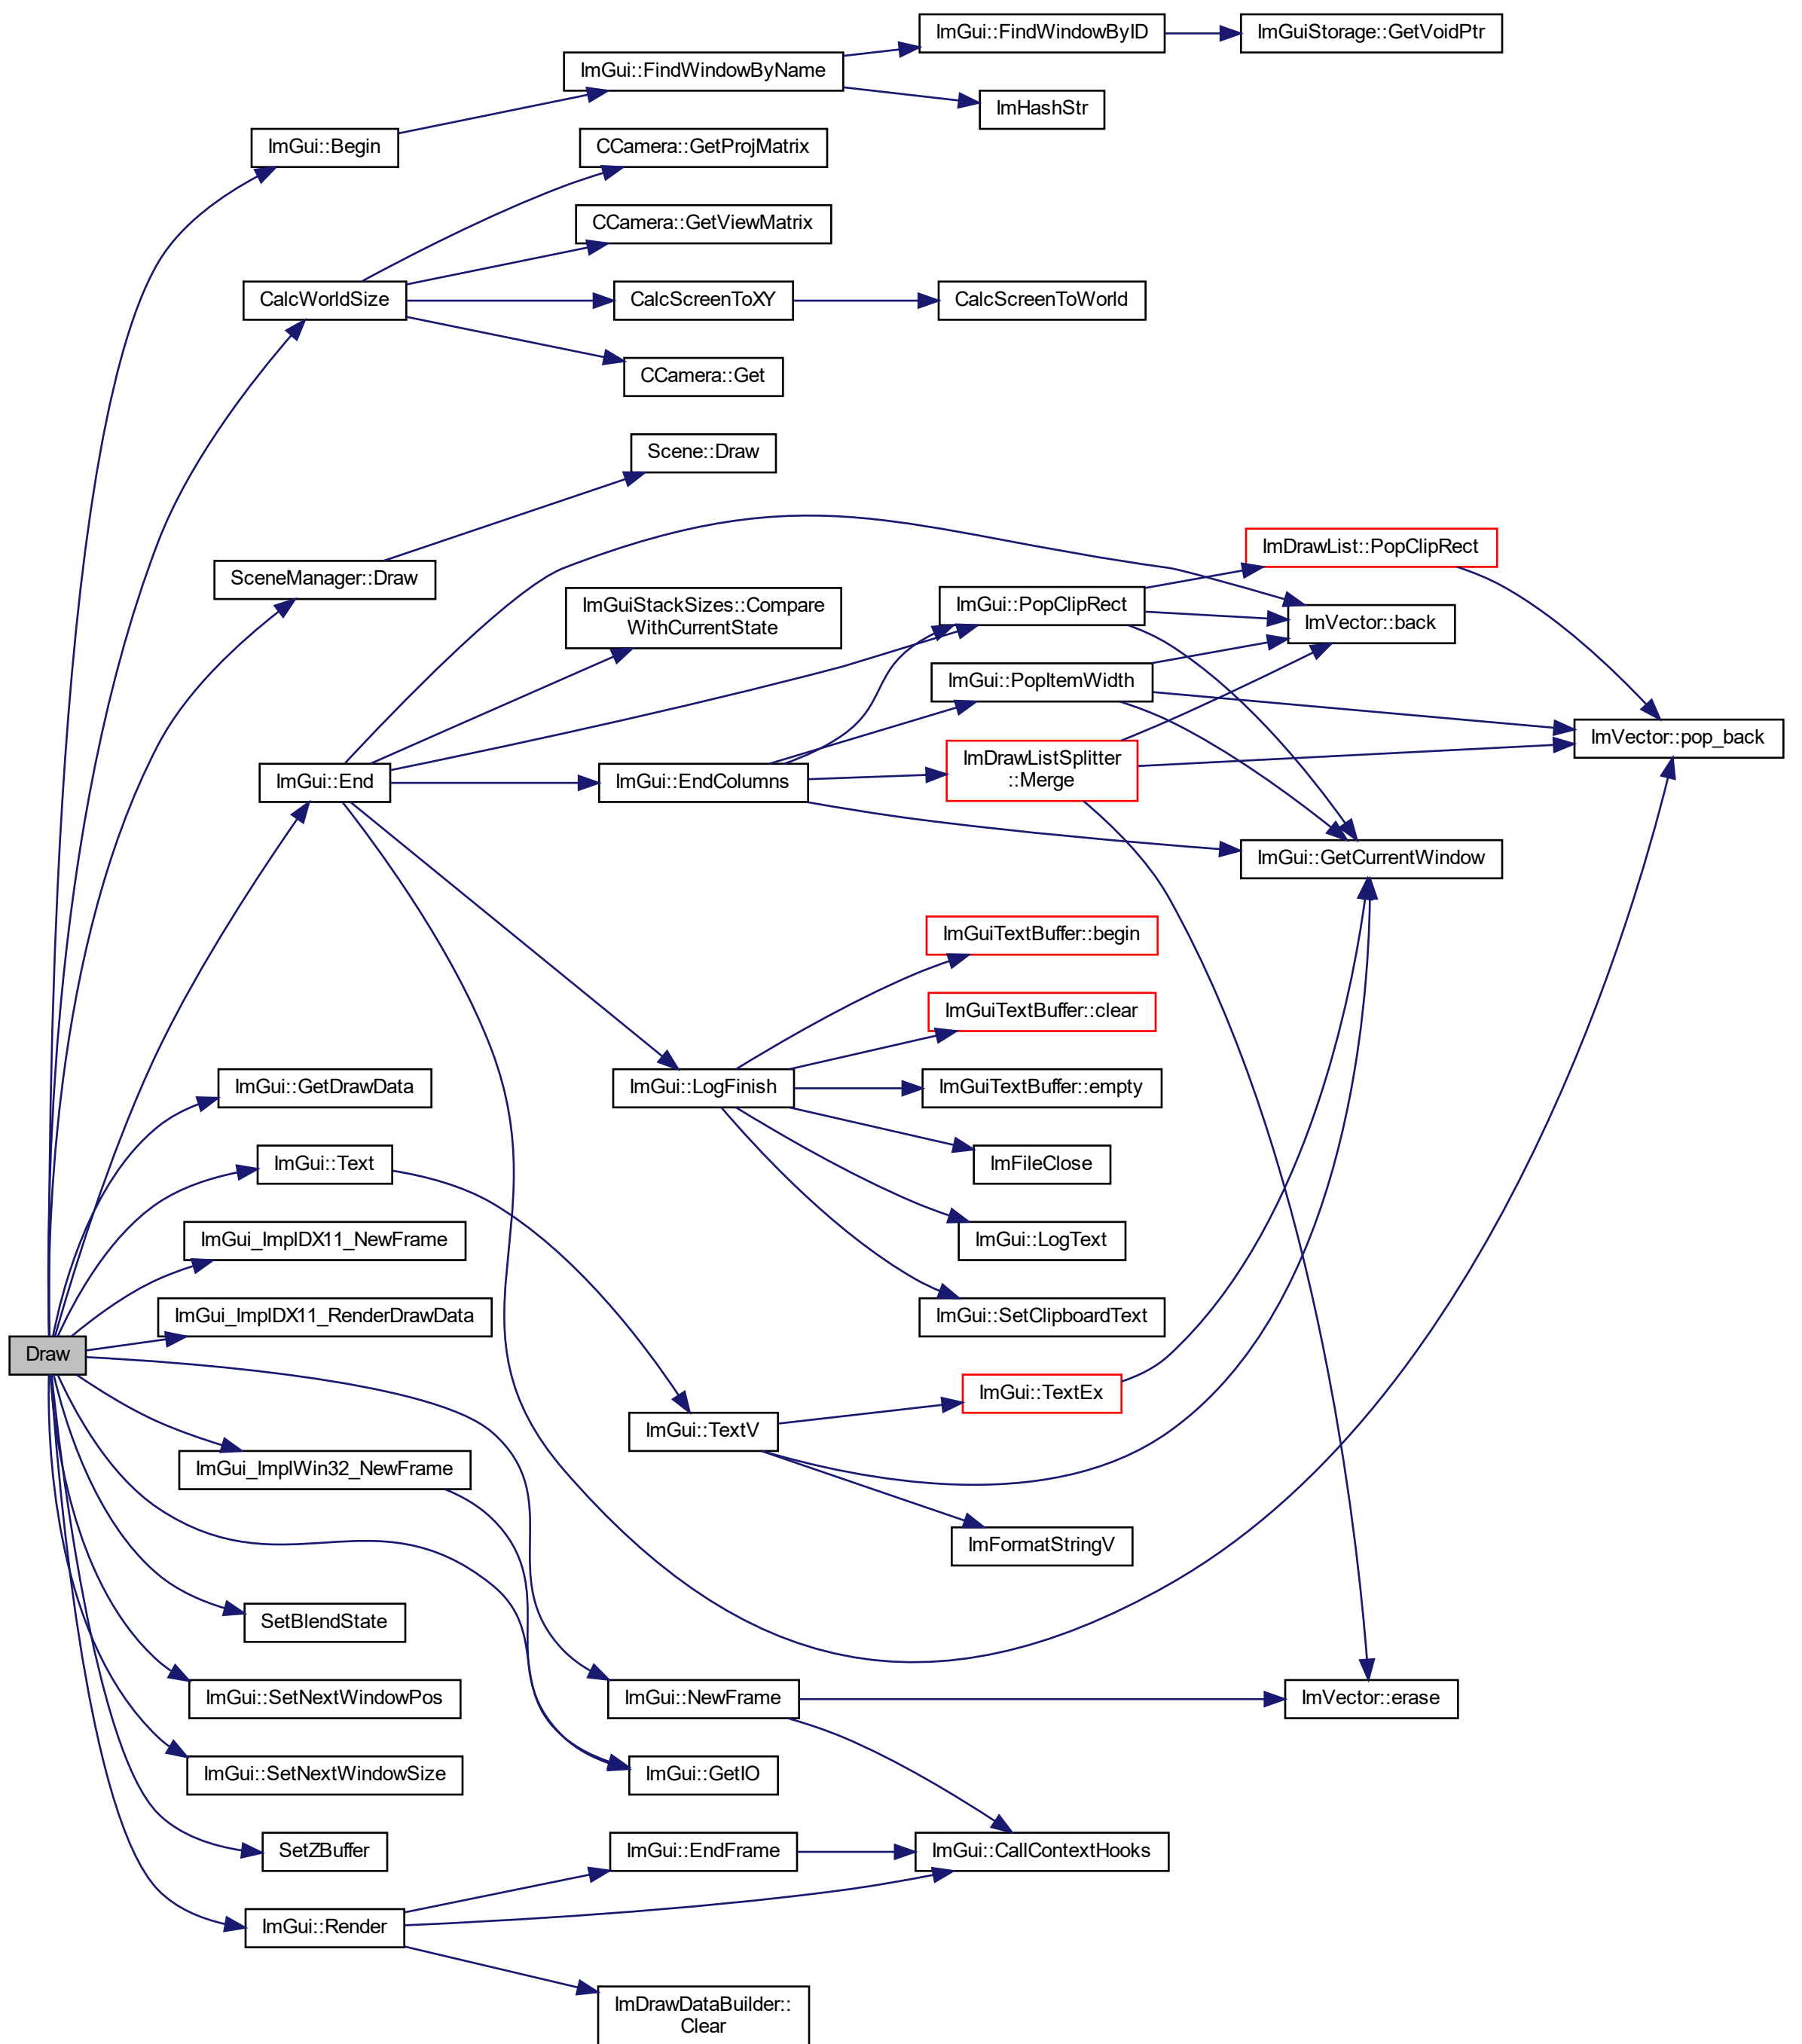 ImGui::FindWindowByID
ImGuiStorage::GetVoidPtr
ImGui::FindWindowByName
ImHashStr
ImGui::Begin
CCamera::GetProjMatrix
CCamera::GetViewMatrix
CalcWorldSize
CalcScreenToXY
CalcScreenToWorld
CCamera::Get
Scene::Draw
ImDrawList::PopClipRect
SceneManager::Draw
ImGuiStackSizes::Compare
WithCurrentState
ImGui::PopClipRect
ImVector::back
ImGui::PopItemWidth
ImVector::pop_back
ImGui::End
ImGui::EndColumns
ImDrawListSplitter
::Merge
ImGui::GetCurrentWindow
ImGuiTextBuffer::begin
ImGuiTextBuffer::clear
ImGui::GetDrawData
ImGui::LogFinish
ImGuiTextBuffer::empty
ImGui::Text
ImFileClose
ImGui_ImplDX11_NewFrame
ImGui::LogText
ImGui_ImplDX11_RenderDrawData
ImGui::SetClipboardText
Draw
ImGui::TextEx
ImGui::TextV
ImGui_ImplWin32_NewFrame
ImFormatStringV
SetBlendState
ImGui::SetNextWindowPos
ImGui::NewFrame
ImVector::erase
ImGui::SetNextWindowSize
ImGui::GetIO
SetZBuffer
ImGui::EndFrame
ImGui::CallContextHooks
ImGui::Render
ImDrawDataBuilder::
Clear